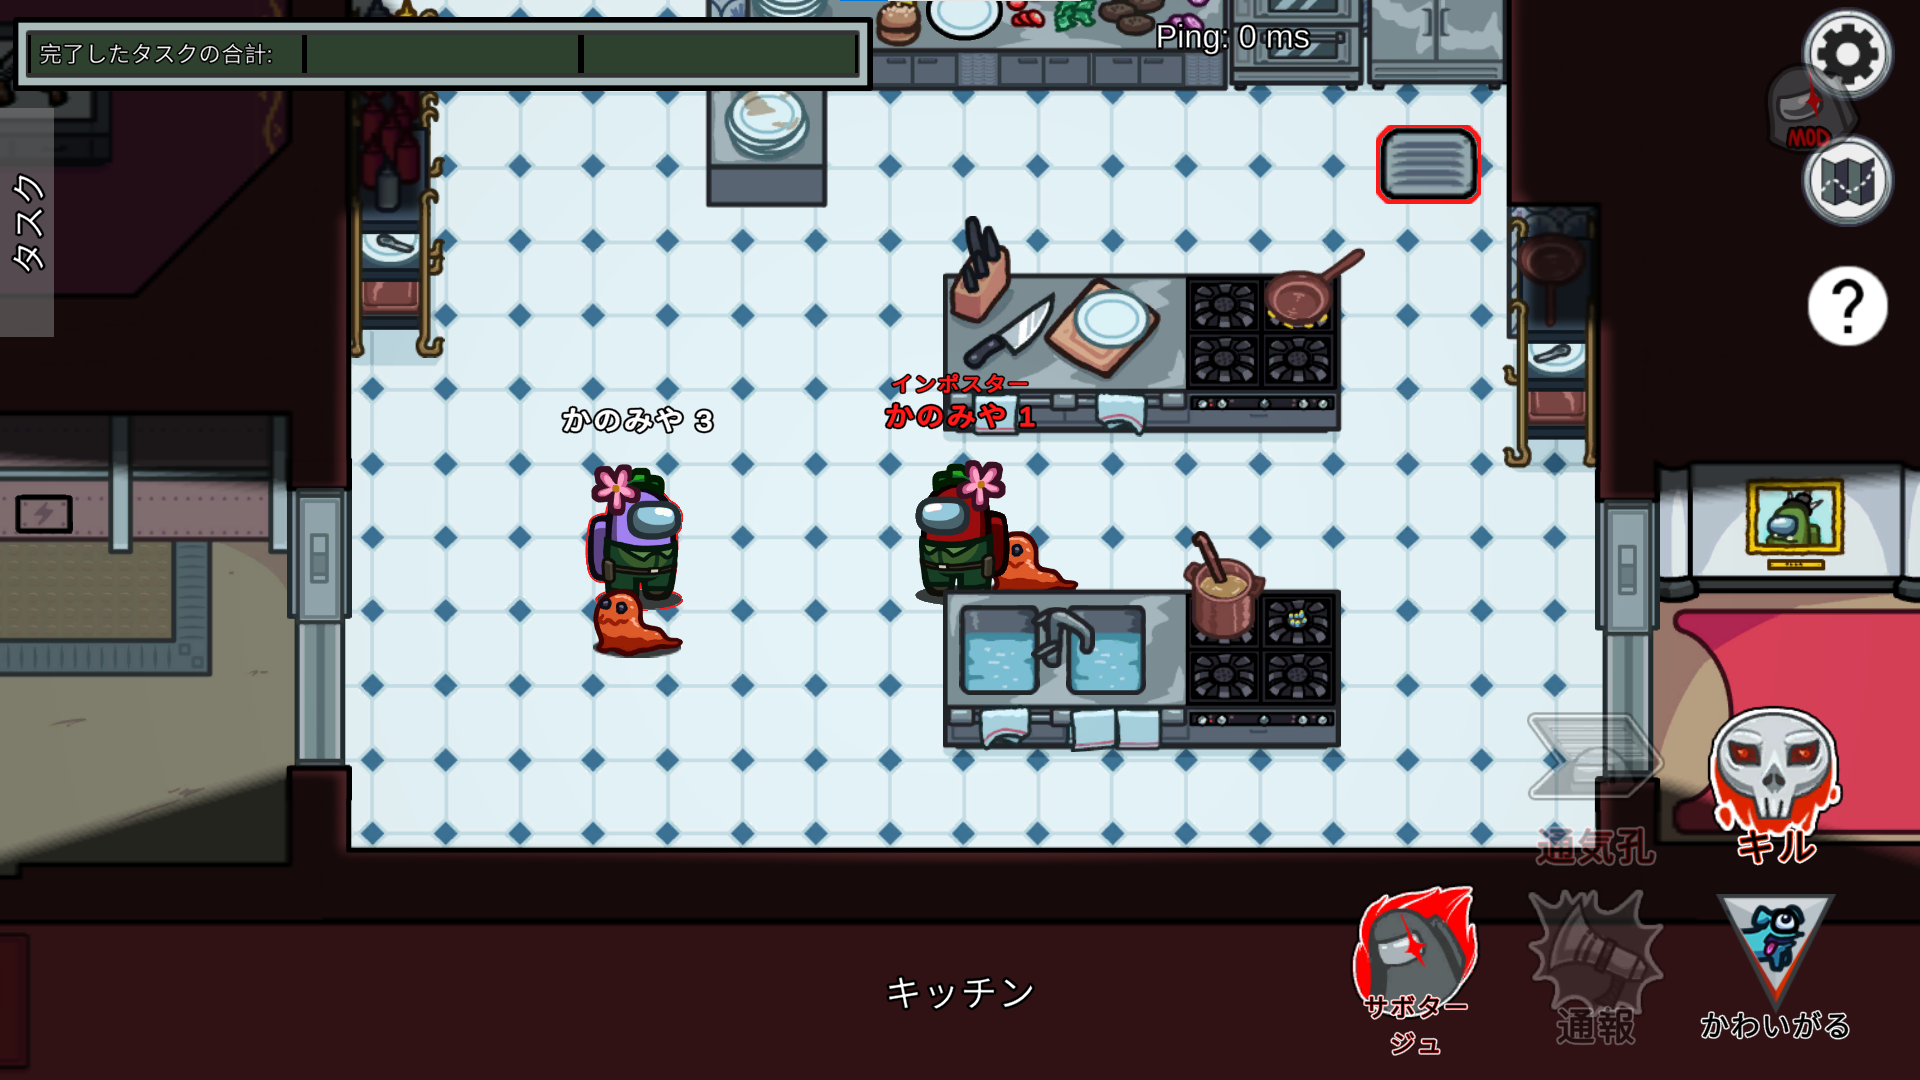 完了したタスクの合計:
Ping: 0 ms
タスク
MOD
?
インポスター
かのみや 1
かのみや 3
通気孔
キル
キッチン
サボター
ジュ
通報
かわいがる